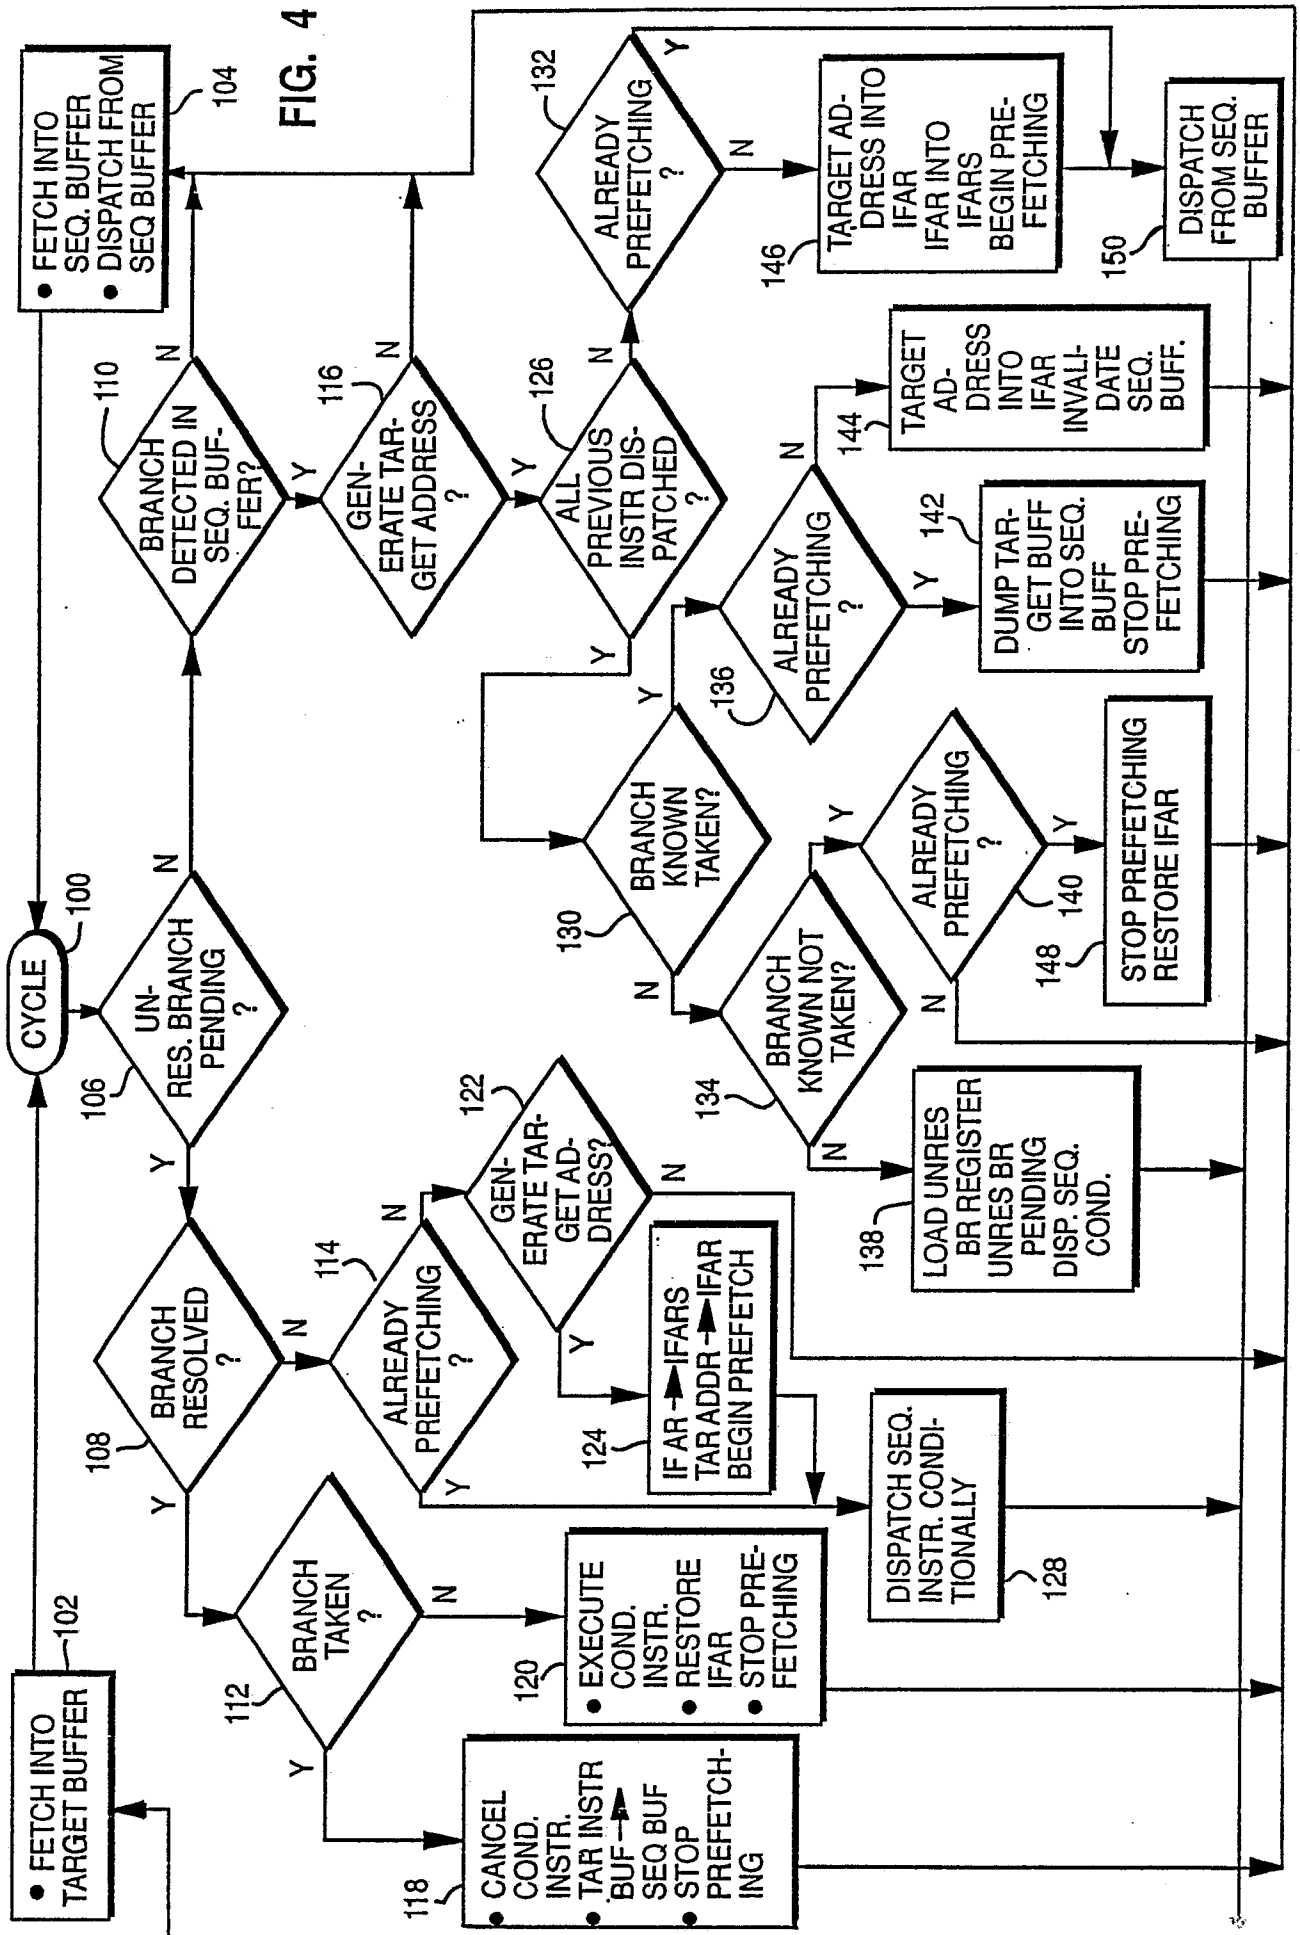 FIG. 4
CYCLE
100
● FETCH INTO
TARGET BUFFER
102
● FETCH INTO
SEQ. BUFFER
● DISPATCH FROM
SEQ BUFFER
104
UN-
RES. BRANCH
PENDING
?
106
Y
N
BRANCH
RESOLVED
?
108
Y
N
BRANCH
DETECTED IN
SEQ. BUF-
FER?
110
Y
N
BRANCH
TAKEN
?
112
Y
N
ALREADY
PREFETCHING
?
114
Y
N
GEN-
ERATE TAR-
GET ADDRESS
?
116
Y
N
● CANCEL
COND.
INSTR.
● TAR INSTR
BUF
SEQ BUF
● STOP
PREFETCH-
ING
118
● EXECUTE
COND.
INSTR.
● RESTORE
IFAR
● STOP PRE-
FETCHING
120
GEN-
ERATE TAR-
GET AD-
DRESS?
122
Y
N
IF AR IFARS
TAR ADDR IFAR
BEGIN PREFETCH
124
ALL
PREVIOUS
INSTR DIS-
PATCHED
?
126
Y
N
DISPATCH SEQ.
INSTR. CONDI-
TIONALLY
128
BRANCH
KNOWN
TAKEN?
130
Y
N
ALREADY
PREFETCHING
?
132
Y
N
BRANCH
KNOWN NOT
TAKEN?
134
Y
N
ALREADY
PREFETCHING
?
136
Y
N
LOAD UNRES
BR REGISTER
UNRES BR
PENDING
DISP. SEQ.
COND.
138
ALREADY
PREFETCHING
?
140
Y
N
DUMP TAR-
GET BUFF
INTO SEQ.
BUFF
STOP PRE-
FETCHING
142
TARGET
AD-
DRESS
INTO
IFAR
INVALI-
DATE
SEQ.
BUFF.
144
TARGET AD-
DRESS INTO
IFAR
IFAR INTO
IFARS
BEGIN PRE-
FETCHING
146
STOP PREFETCHING
RESTORE IFAR
148
DISPATCH
FROM SEQ.
BUFFER
150